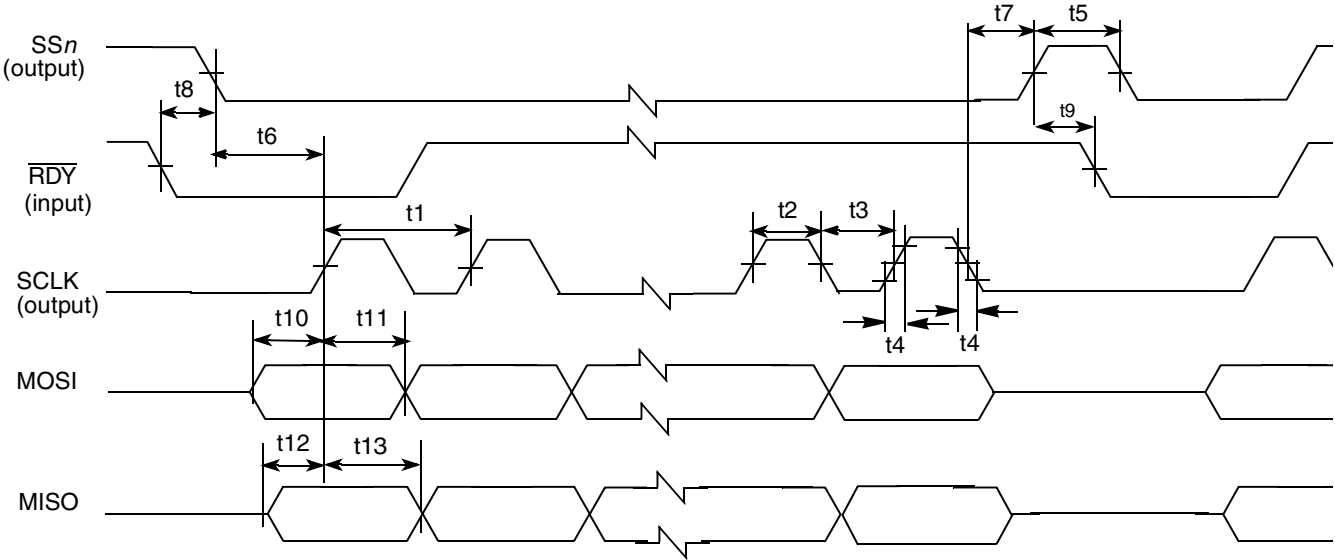 t7
t5
SSn
(output)
t8
t9
t6
RDY
(input)
t1
t2
t3
SCLK
(output)
t10
t11
t4
t4
MOSI
t12
t13
MISO